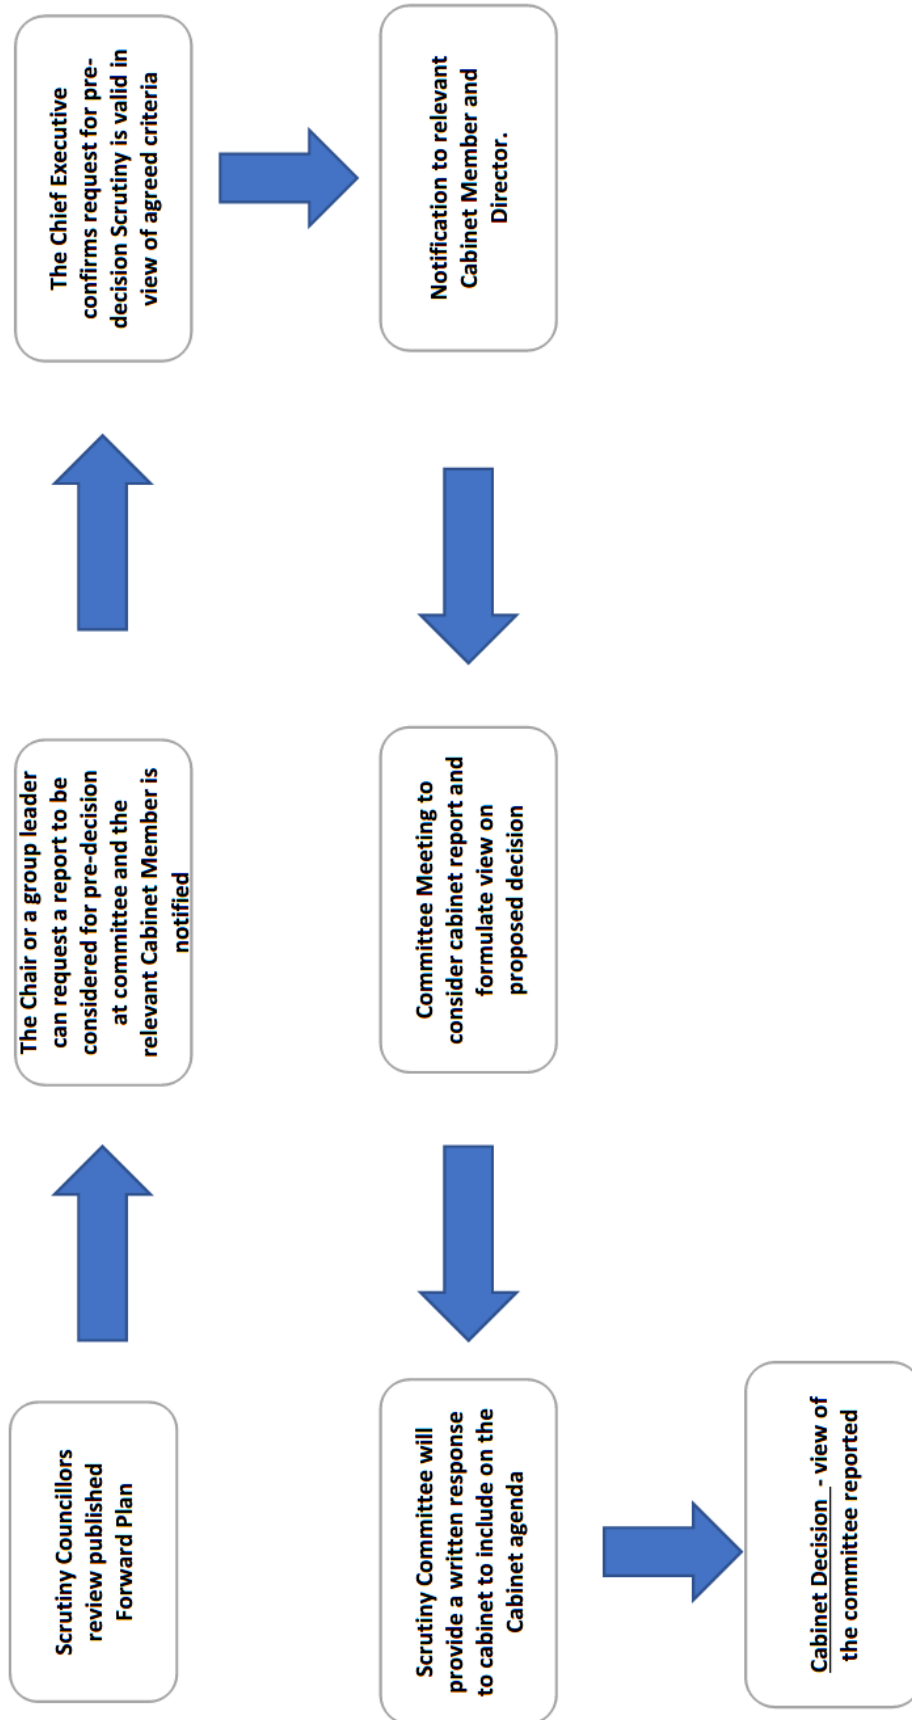 Scrutiny Councillors
review published
Forward Plan
The Chair or a group leader
can request a report to be
considered for pre-decision
at committee and the
relevant Cabinet Member is
notified
The Chief Executive
confirms request for pre-
decision Scrutiny is valid in
view of agreed criteria
Notification to relevant
Cabinet Member and
Director.
Committee Meeting to
consider cabinet report and
formulate view on
proposed decision
Scrutiny Committee will
provide a written response
to cabinet to include on the
Cabinet agenda
Cabinet Decision - view of
the committee reported